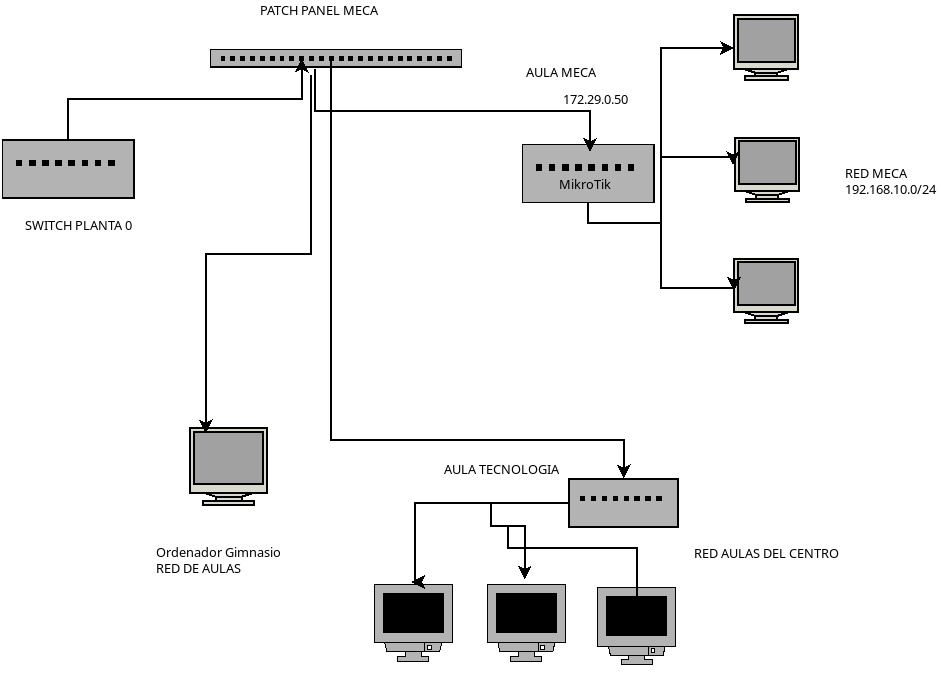 PATCH PANEL MECA
AULA MECA
172.29.0.50
MikroTik
RED MECA
192.168.10.0/24
SWITCH PLANTA 0
AULA TECNOLOGIA
Ordenador Gimnasio
RED DE AULAS
RED AULAS DEL CENTRO